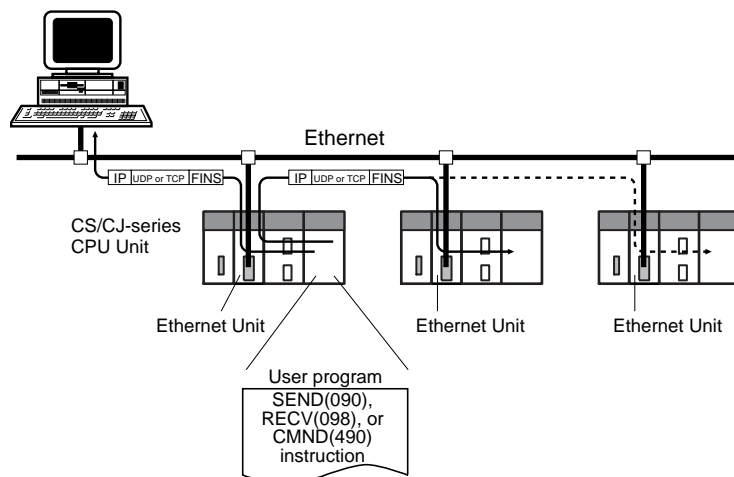 Ethernet
IP UDP or TCP FINS
IP UDP or TCP FINS
CS/CJ-series
CPU Unit
Ethernet Unit
Ethernet Unit
Ethernet Unit
User program
SEND(090),
RECV(098), or
CMND(490)
instruction